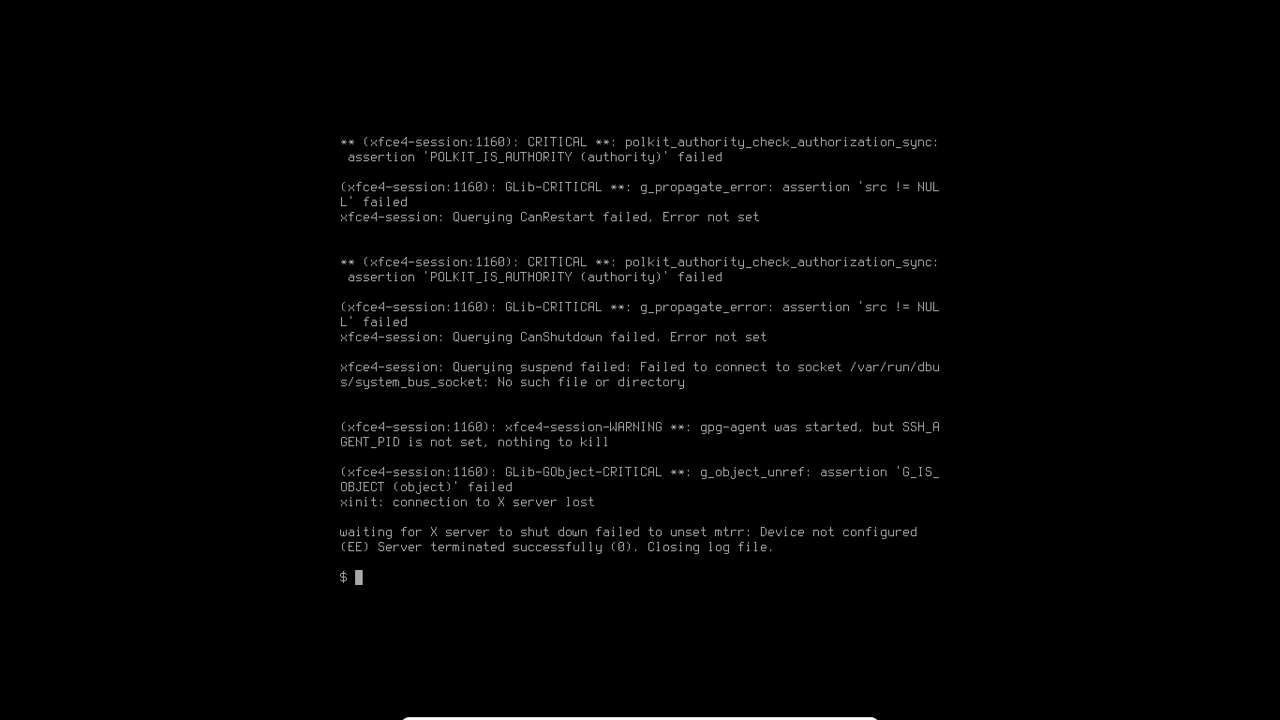 ** (xfce4-session:1160): CRITICAL **: polkit_authority_check_authorization_sync:
 assertion 'POLKIT_IS_AUTHORITY (authority)' failed
(xfce4-session:1160): GLib-CRITICAL **: g_propagate_error: assertion 'src != NUL
L' failed
xfce4-session: Querying CanRestart failed, Error not set
** (xfce4-session:1160): CRITICAL **: polkit_authority_check_authorization_sync:
 assertion 'POLKIT_IS_AUTHORITY (authority)' failed
(xfce4-session:1160): GLib-CRITICAL **: g_propagate_error: assertion 'src != NUL
L' failed
xfce4-session: Querying CanShutdown failed. Error not set
xfce4-session: Querying suspend failed: Failed to connect to socket /var/run/dbu
s/system_bus_socket: No such file or directory
(xfce4-session:1160): xfce4-session-WARNING **: gpg-agent was started, but SSH_A
GENT_PID is not set, nothing to kill
(xfce4-session:1160): GLib-GObject-CRITICAL **: g_object_unref: assertion 'G_IS_
OBJECT (object)' failed
xinit: connection to X server lost
waiting for X server to shut down failed to unset mtrr: Device not configured
(EE) Server terminated successfully (0). Closing log file.
$